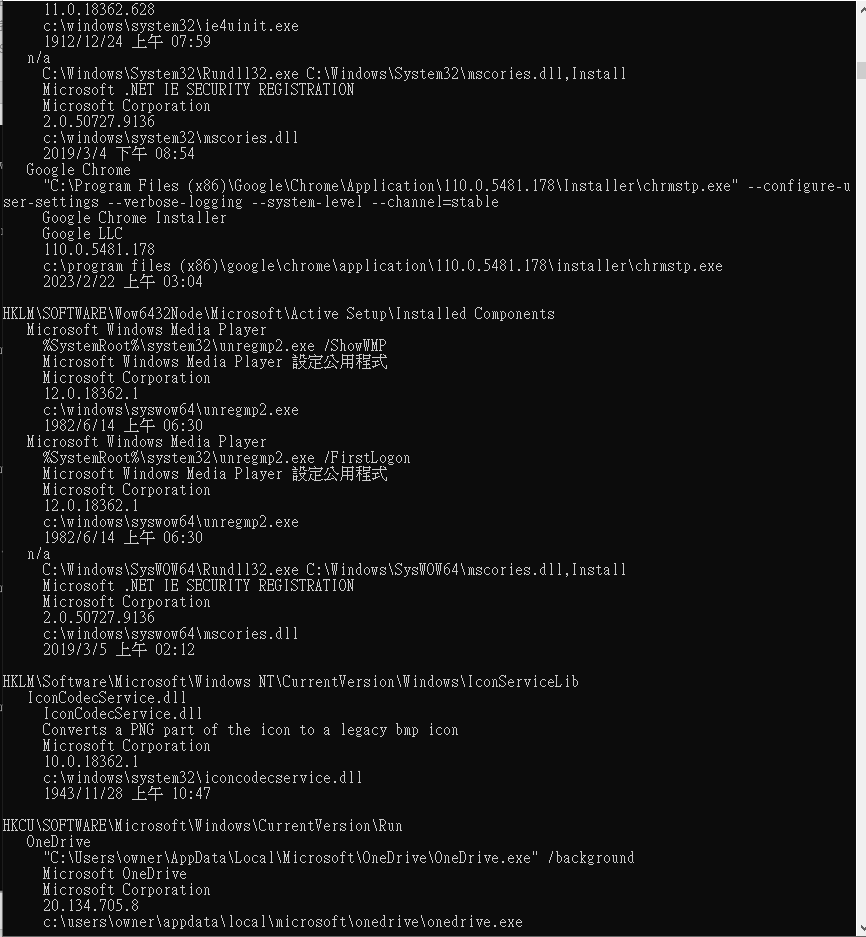 11.0.18362.628
c:\windows\system32\ie4uinit.exe
1912/12/24 上午 07:59
n/a
C:\Windows\System32\Rundll32.exe C:\Windows\System32\mscories.dll,Install
Microsoft .NET IE SECURITY REGISTRATION
Microsoft Corporation
2.0.50727.9136
c:\windows\system32\mscories.dll
2019/3/4 下午 08:54
Google Chrome
"C:\Program Files (x86)\Google\Chrome\Application\110.0.5481.178\Installer\chrmstp.exe" --configure-u
ser-settings --verbose-logging --system-level --channel=stable
Google Chrome Installer
Google LLC
110.0.5481.178
c:\program files (x86)\google\chrome\application\110.0.5481.178\installer\chrmstp.exe
2023/2/22 上午 03:04
HKLM\SOFTWARE\Wow6432Node\Microsoft\Active Setup\Installed Components
Microsoft Windows Media Player
%SystemRoot%\system32\unregmp2.exe /ShowWMP
Microsoft Windows Media Player 設定公用程式
Microsoft Corporation
12.0.18362.1
c:\windows\syswow64\unregmp2.exe
1982/6/14 上午 06:30
Microsoft Windows Media Player
%SystemRoot%\system32\unregmp2.exe /FirstLogon
Microsoft Windows Media Player 設定公用程式
Microsoft Corporation
12.0.18362.1
c:\windows\syswow64\unregmp2.exe
1982/6/14 上午 06:30
n/a
C:\Windows\SysWOW64\Rundll32.exe C:\Windows\SysWOW64\mscories.dll,Install
Microsoft .NET IE SECURITY REGISTRATION
Microsoft Corporation
2.0.50727.9136
c:\windows\syswow64\mscories.dll
2019/3/5 上午 02:12
HKLM\Software\Microsoft\Windows NT\CurrentVersion\Windows\IconServiceLib
IconCodecService.dll
IconCodecService.dll
Converts a PNG part of the icon to a legacy bmp icon
Microsoft Corporation
10.0.18362.1
c:\windows\system32\iconcodecservice.dll
1943/11/28 上午 10:47
HKCU\SOFTWARE\Microsoft\Windows\CurrentVersion\Run
OneDrive
"C:\Users\owner\AppData\Local\Microsoft\OneDrive\OneDrive.exe" /background
Microsoft OneDrive
Microsoft Corporation
20.134.705.8
c:\users\owner\appdata\local\microsoft\onedrive\onedrive.exe